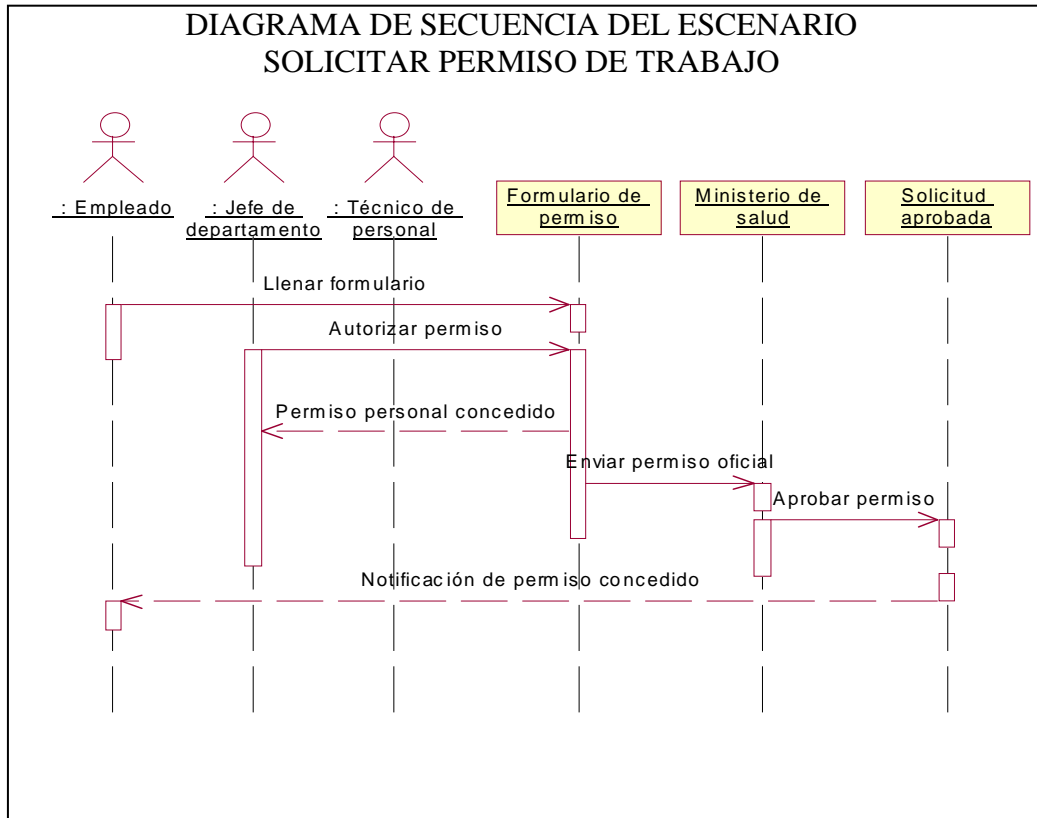 DIAGRAMA DE SECUENCIA DEL ESCENARIO
SOLICITAR PERMISO DE TRABAJO
: Empleado
: Jefe de
departamento
: Técnico de
personal
Formulario de
permiso
Ministerio de
salud
Solicitud
aprobada
Llenar formulario
Autorizar permiso
Permiso personal concedido
Enviar permiso oficial
Aprobar permiso
Notificación de permiso concedido